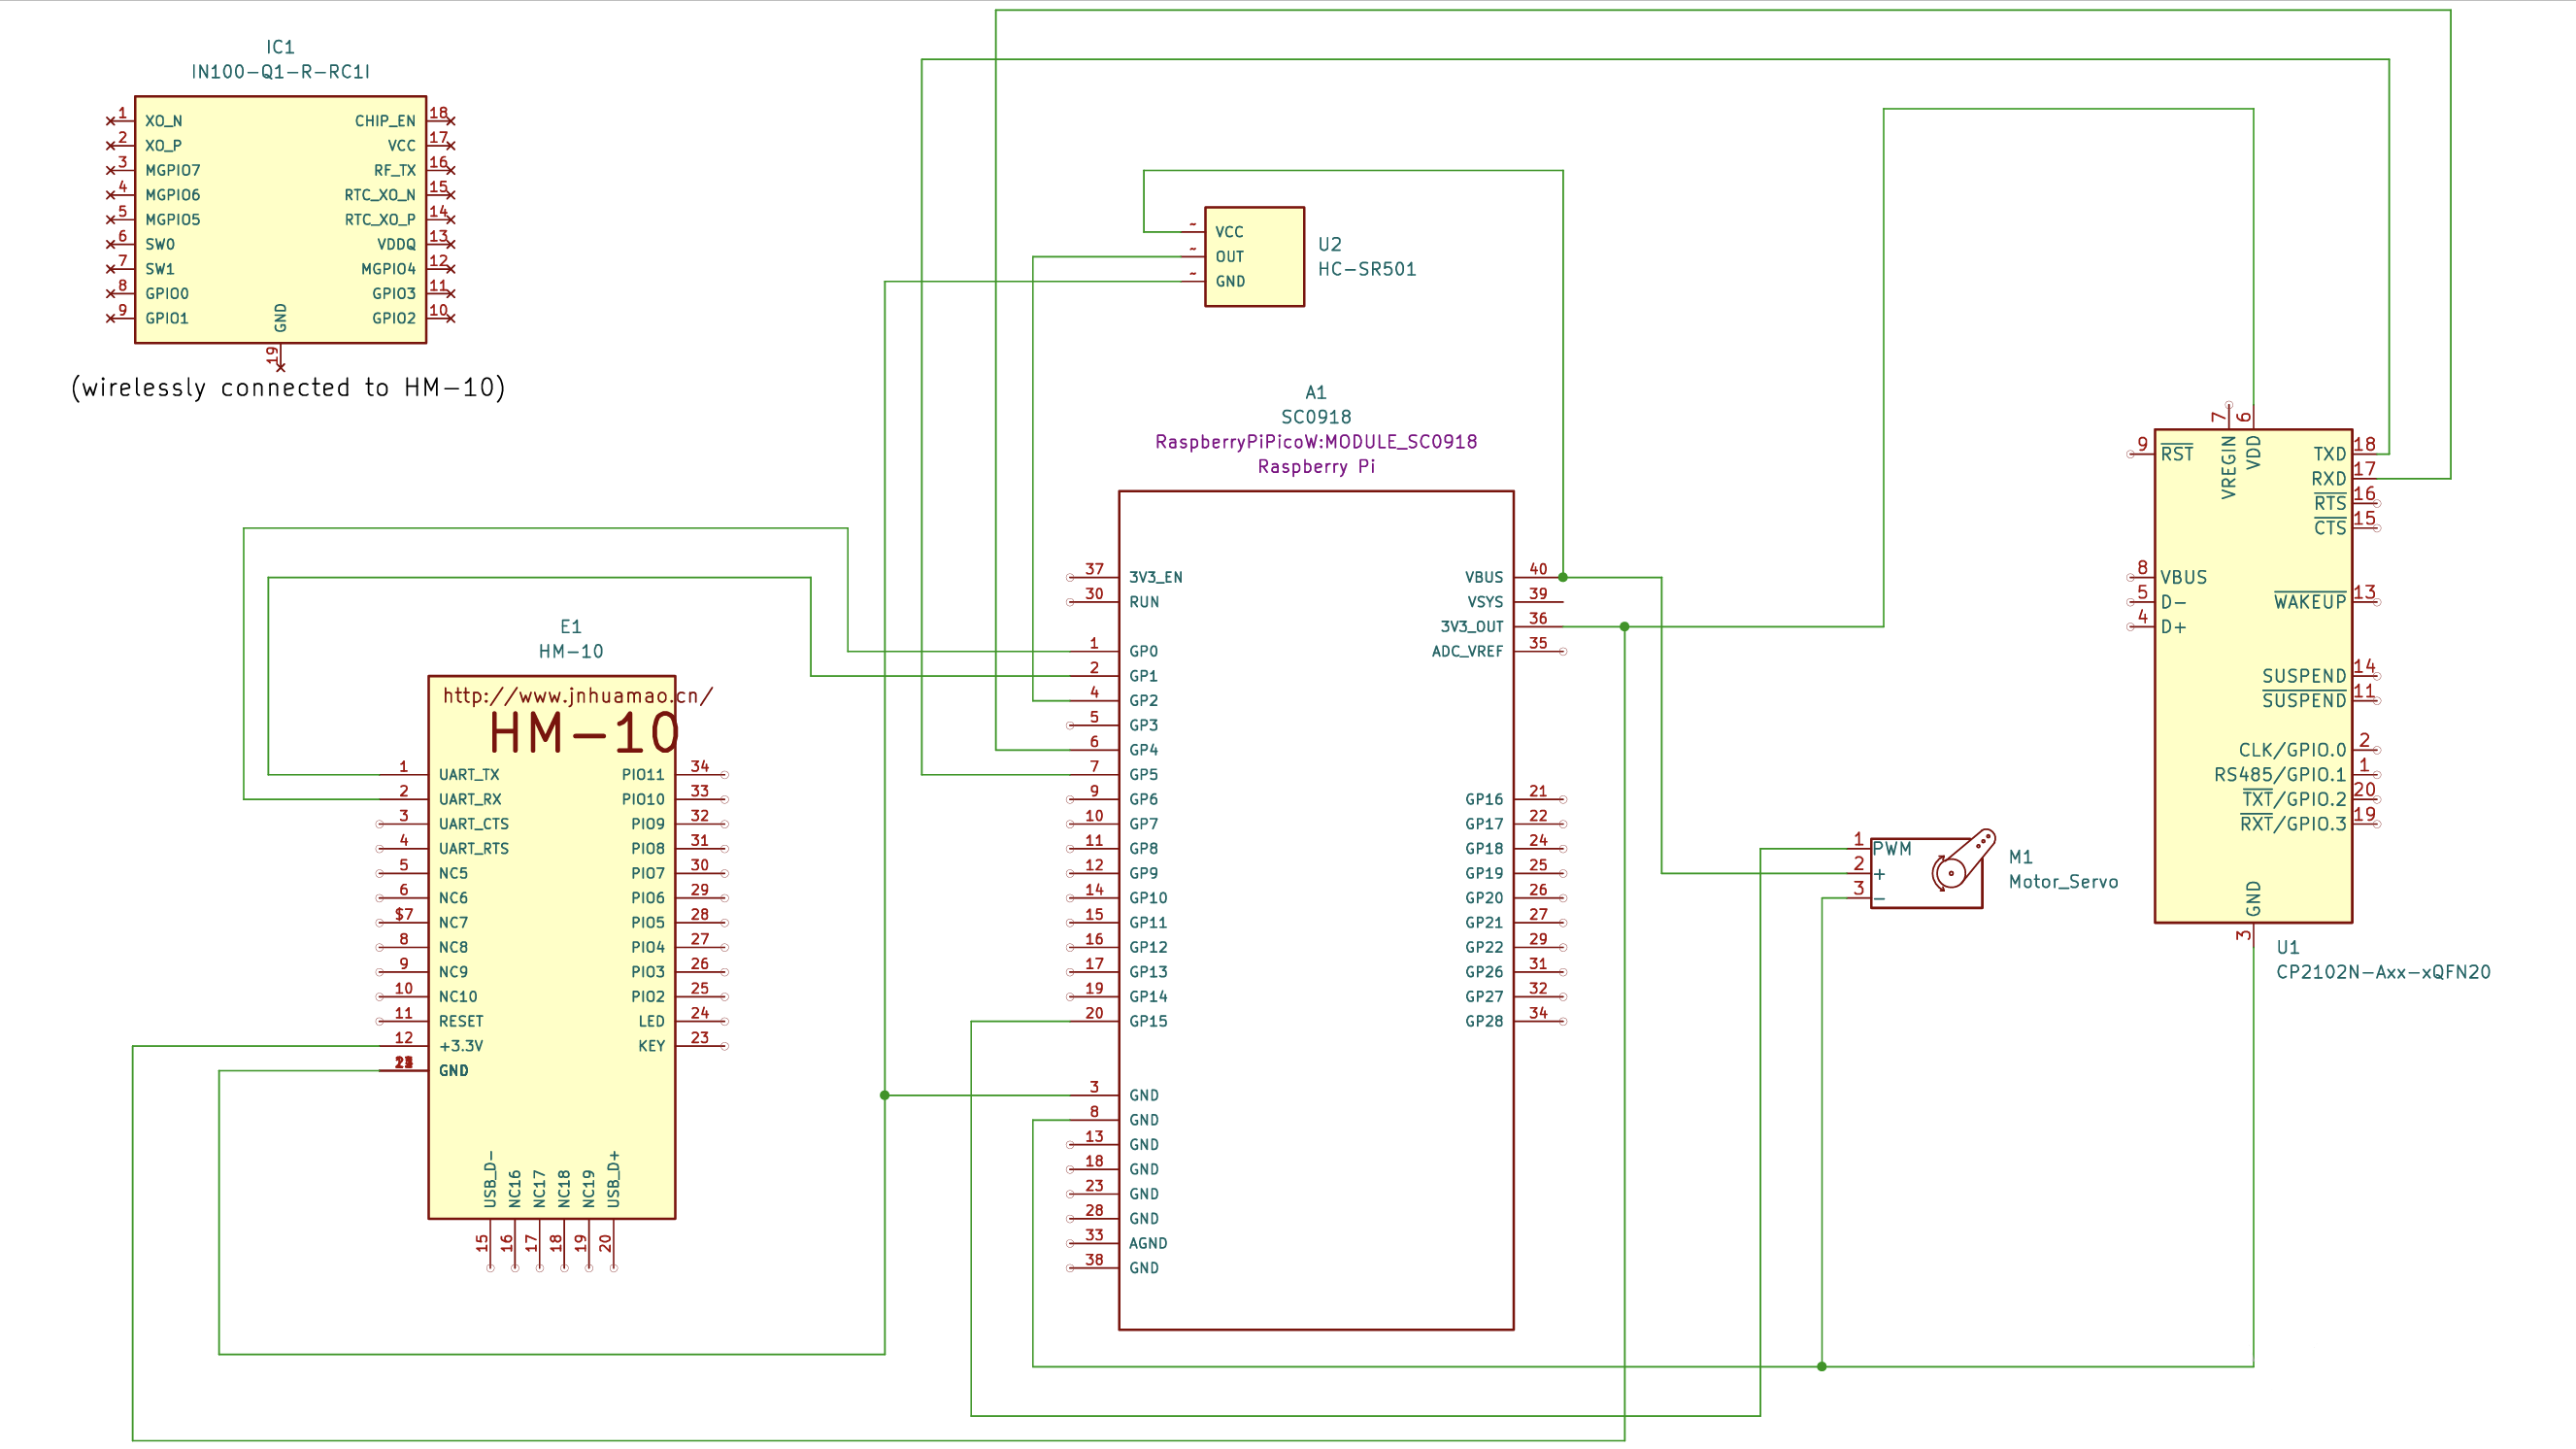 IC1
IN100-Q1-R-RC1I
1 XO_N
2 XO_P
3 MGPIO7
4 MGPIO6
5 MGPIO5
6 SW0
7 SW1
8 GPIO0
9 GPIO1
CHIP_EN 18
VCC 17
RF_TX 16
RTC_XO_N 15
RTC_XO_P 14
VDDQ 13
MGPIO4 12
GPIO3 11
GPIO2 10
GND 19
(wirelessly connected to HM-10)
~ VCC
~ OUT
~ GND
U2
HC-SR501
E1
HM-10
http://www.jnhuamao.cn/
HM-10
1 UART_TX
2 UART_RX
3 UART_CTS
4 UART_RTS
5 NC5
6 NC6
$7 NC7
8 NC8
9 NC9
10 NC10
11 RESET
12 +3.3V
GND
PIO11 34
PIO10 33
PIO9 32
PIO8 31
PIO7 30
PIO6 29
PIO5 28
PIO4 27
PIO3 26
PIO2 25
LED 24
KEY 23
USB_D- 15
NC16 16
NC17 17
NC18 18
NC19 19
USB_D+ 20
A1
SC0918
RaspberryPiPicoW:MODULE_SC0918
Raspberry Pi
37 3V3_EN
30 RUN
1 GP0
2 GP1
4 GP2
5 GP3
6 GP4
7 GP5
9 GP6
10 GP7
11 GP8
12 GP9
14 GP10
15 GP11
16 GP12
17 GP13
19 GP14
20 GP15
3 GND
8 GND
13 GND
18 GND
23 GND
28 GND
33 AGND
38 GND
VBUS 40
VSYS 39
3V3_OUT 36
ADC_VREF 35
GP16 21
GP17 22
GP18 24
GP19 25
GP20 26
GP21 27
GP22 29
GP26 31
GP27 32
GP28 34
1 PWM
2 +
3 -
M1
Motor_Servo
7 VREGIN
6 VDD
9 RST
8 VBUS
5 D-
4 D+
TXD 18
RXD 17
RTS 16
CTS 15
WAKEUP 13
SUSPEND 14
SUSPEND 11
CLK/GPIO.0 2
RS485/GPIO.1 1
TXT/GPIO.2 20
RXT/GPIO.3 19
GND 3
U1
CP2102N-Axx-xQFN20